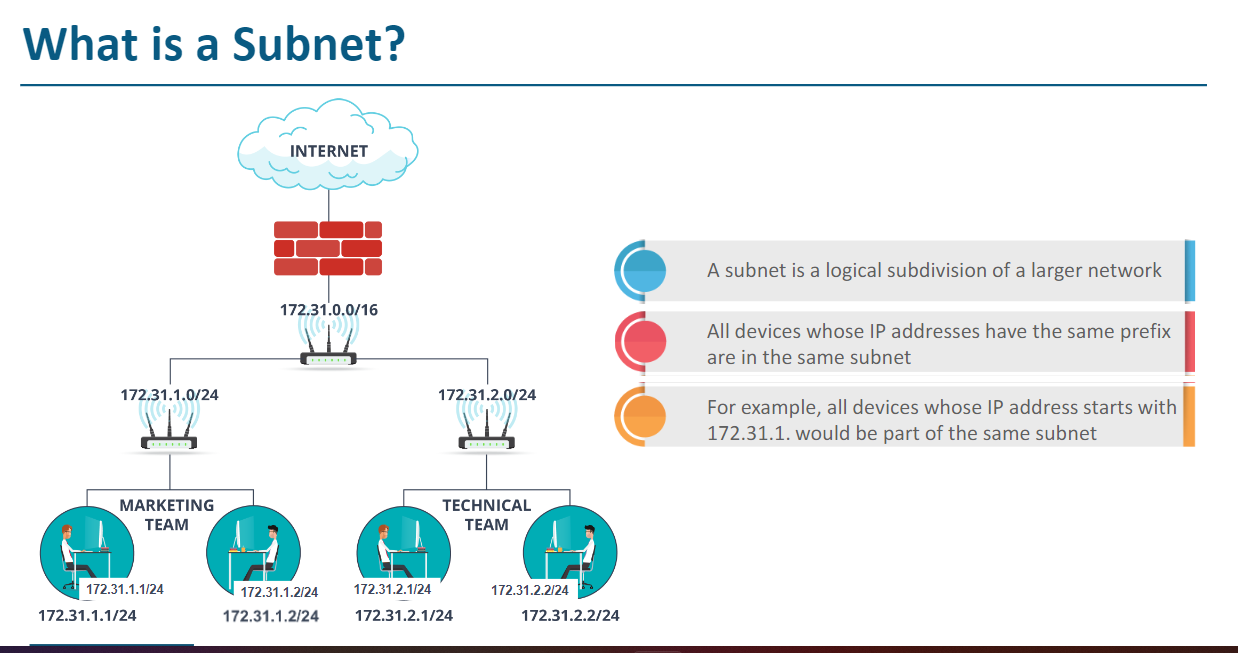 What is a Subnet?
INTERNET
172.31.0.0/16
172.31.1.0/24
172.31.2.0/24
MARKETING
TEAM
TECHNICAL
TEAM
172.31.1.1/24
172.31.1.2/24
172.31.2.1/24
172.31.2.2/24
172.31.1.1/24
172.31.1.2/24
172.31.2.1/24
172.31.2.2/24
A subnet is a logical subdivision of a larger network
All devices whose IP addresses have the same prefix
are in the same subnet
For example, all devices whose IP address starts with
172.31.1. would be part of the same subnet